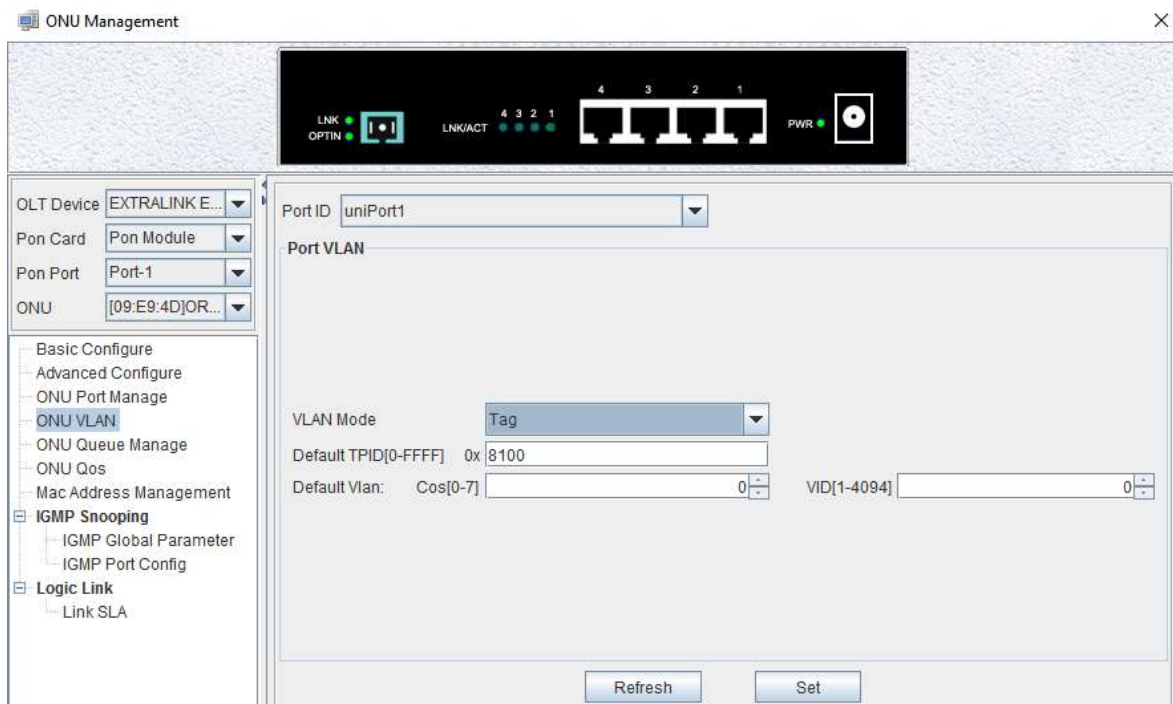 ONU Management
4 3 2 1
LNK
OPTIN
LNK/ACT
4 3 2 1
PWR
OLT Device EXTRALINK E...
Pon Card Pon Module
Pon Port Port-1
ONU [09:E9:4D]OR...
Basic Configure
Advanced Configure
ONU Port Manage
ONU VLAN
ONU Queue Manage
ONU Qos
Mac Address Management
IGMP Snooping
IGMP Global Parameter
IGMP Port Config
Logic Link
Link SLA
Port ID uniPort1
Port VLAN
VLAN Mode Tag
Default TPID[0-FFFF] 0x 8100
Default Vlan: Cos[0-7] 0 VID[1-4094] 0
Refresh Set